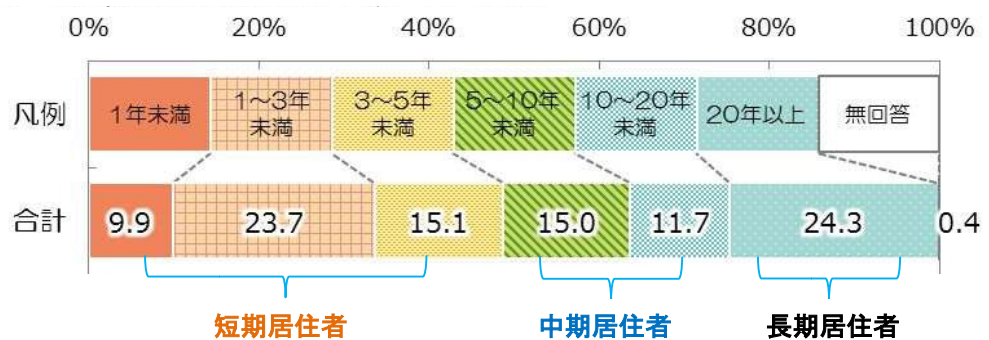 0% 20% 40% 60% 80% 100%
凡例 1年未満 1～3年未満 3～5年未満 5～10年未満 10～20年未満 20年以上 無回答
合計 9.9 23.7 15.1 15.0 11.7 24.3 0.4
短期居住者 中期居住者 長期居住者